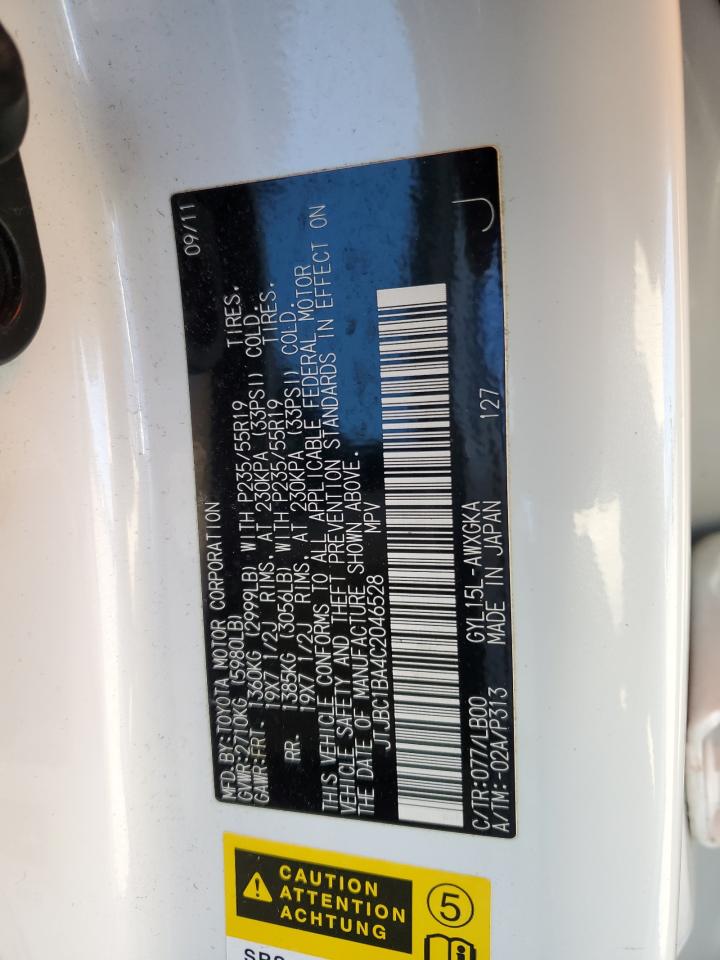 MFD.BY:TOYOTA MOTOR CORPORATION 09/11
GVWR:2710KG (5980LB)
GAWR:FRT. 1360KG (2999LB) WITH P235/55R19 TIRES,
19X7 1/2J RIMS, AT 230KPA (33PSI) COLD.
RR. 1385KG (3056LB) WITH P235/55R19 TIRES,
19X7 1/2J RIMS, AT 230KPA (33PSI) COLD.
THIS VEHICLE CONFORMS TO ALL APPLICABLE FEDERAL MOTOR
VEHICLE SAFETY AND THEFT PREVENTION STANDARDS IN EFFECT ON
THE DATE OF MANUFACTURE SHOWN ABOVE.
JTJBC1BA4C2046528 MPV
C/TR:077/LB00 GYL15L-AWXGKA 127 J
A/TM:-02A/P313 MADE IN JAPAN
CAUTION
ATTENTION
ACHTUNG
5